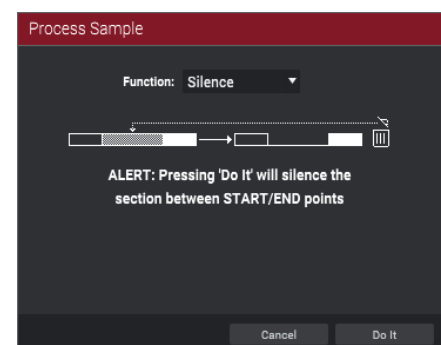 Process Sample
Function: Silence
ALERT: Pressing 'Do It' will silence the
section between START/END points
Cancel Do It